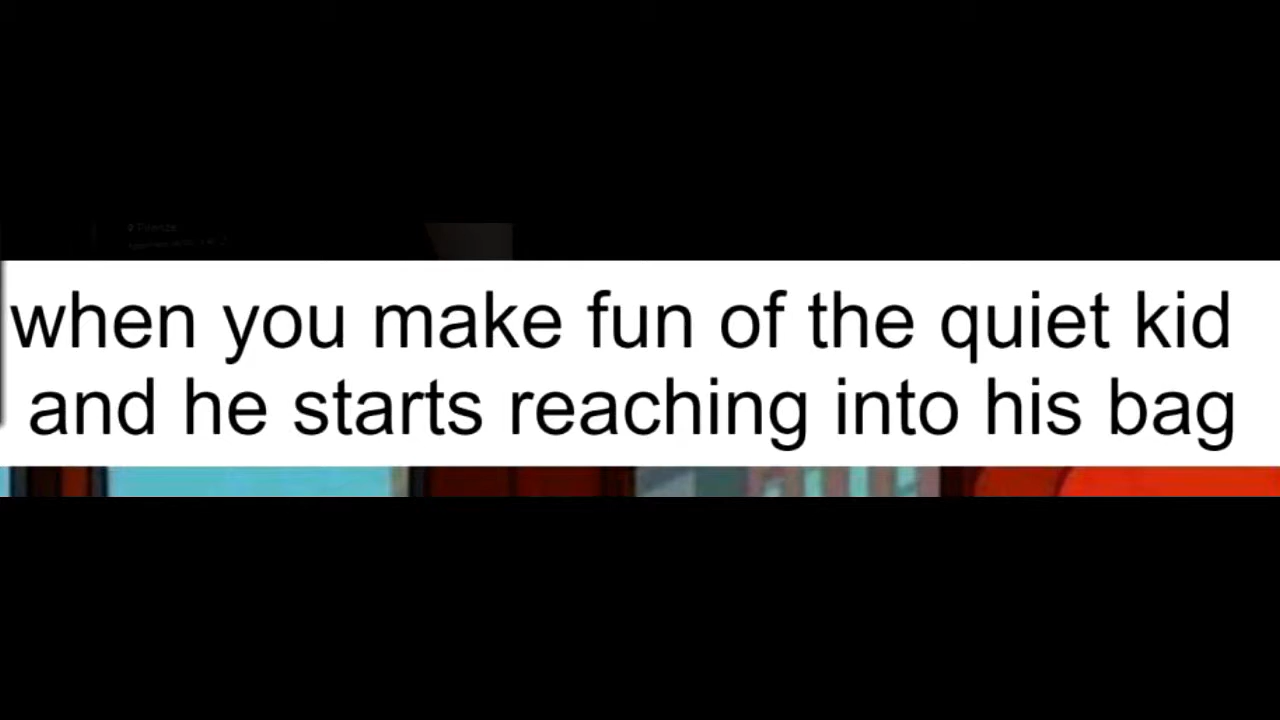 when you make fun of the quiet kid
and he starts reaching into his bag